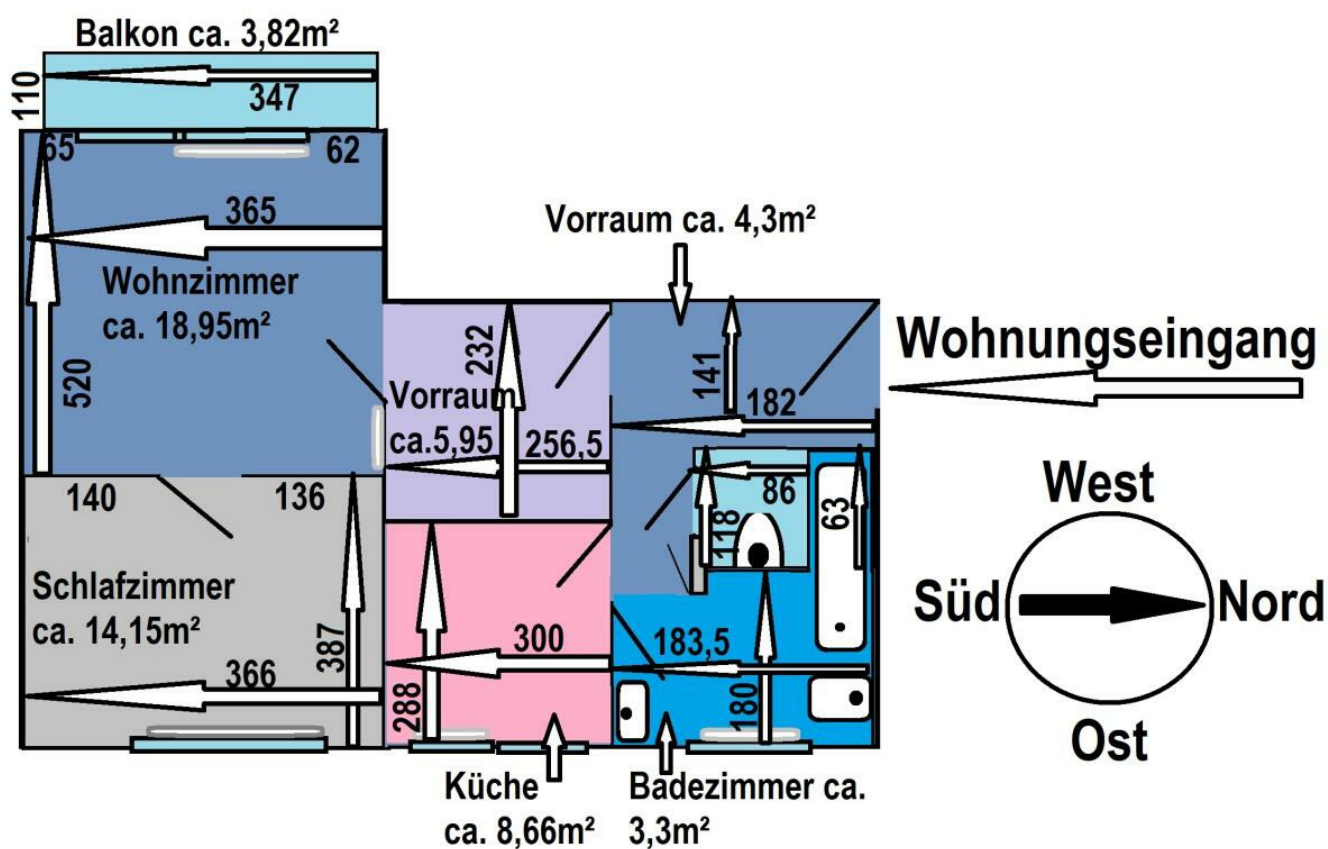 Balkon ca. 3,82m²
110
347
65
62
365
Vorraum ca. 4,3m²
Wohnzimmer
ca. 18,95m²
520
232
141
Wohnungseingang
Vorraum
ca.5,95
256,5
182
140
136
86
118
63
West
Süd
Nord
Ost
Schlafzimmer
ca. 14,15m²
387
366
300
288
183,5
180
Küche
ca. 8,66m²
Badezimmer ca.
3,3m²